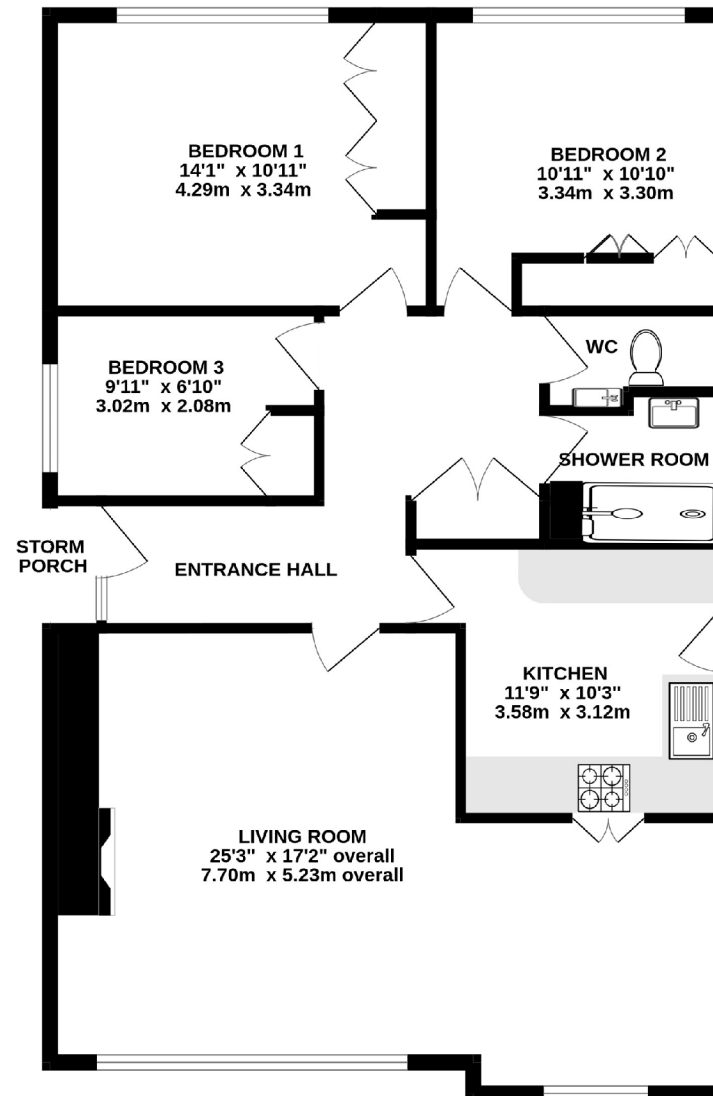 BEDROOM 1
14'1" x 10'11"
4.29m x 3.34m
BEDROOM 2
10'11" x 10'10"
3.34m x 3.30m
BEDROOM 3
9'11" x 6'10"
3.02m x 2.08m
WC
SHOWER ROOM
STORM
PORCH
ENTRANCE HALL
KITCHEN
11'9" x 10'3"
3.58m x 3.12m
LIVING ROOM
25'3" x 17'2" overall
7.70m x 5.23m overall